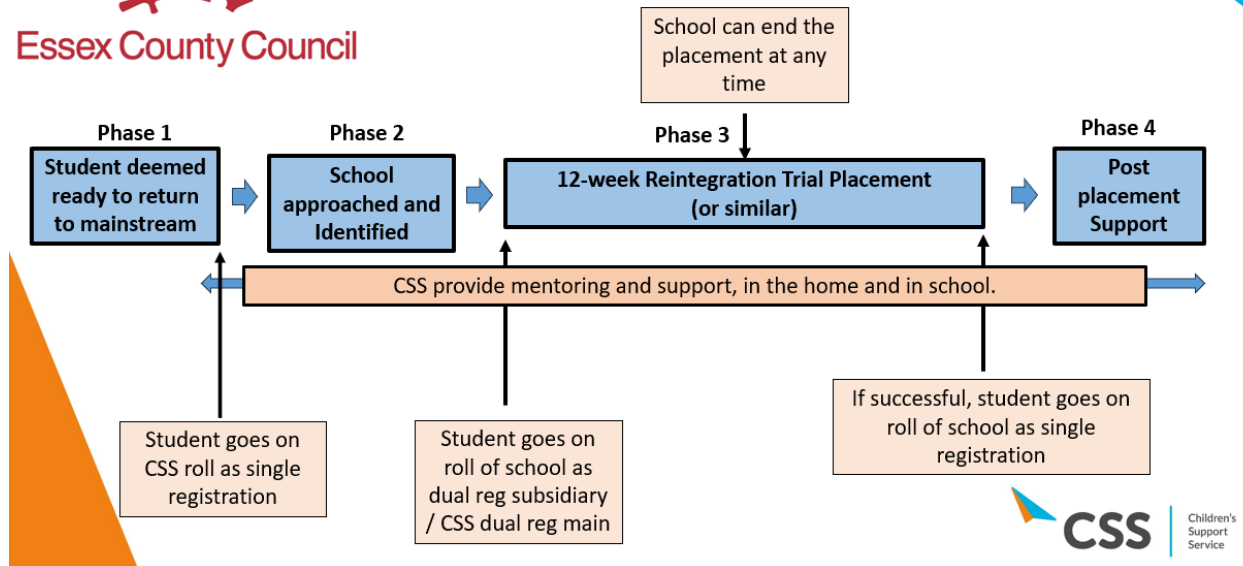 Essex County Council
School can end the
placement at any
time
Phase 1
Phase 2
Phase 3
Phase 4
Student deemed
ready to return
to mainstream
School
approached and
Identified
12-week Reintegration Trial Placement
(or similar)
Post
placement
Support
CSS provide mentoring and support, in the home and in school.
Student goes on
CSS roll as single
registration
Student goes on
roll of school as
dual reg subsidiary
/ CSS dual reg main
If successful, student goes on
roll of school as single
registration
CSS
Children's
Support
Service